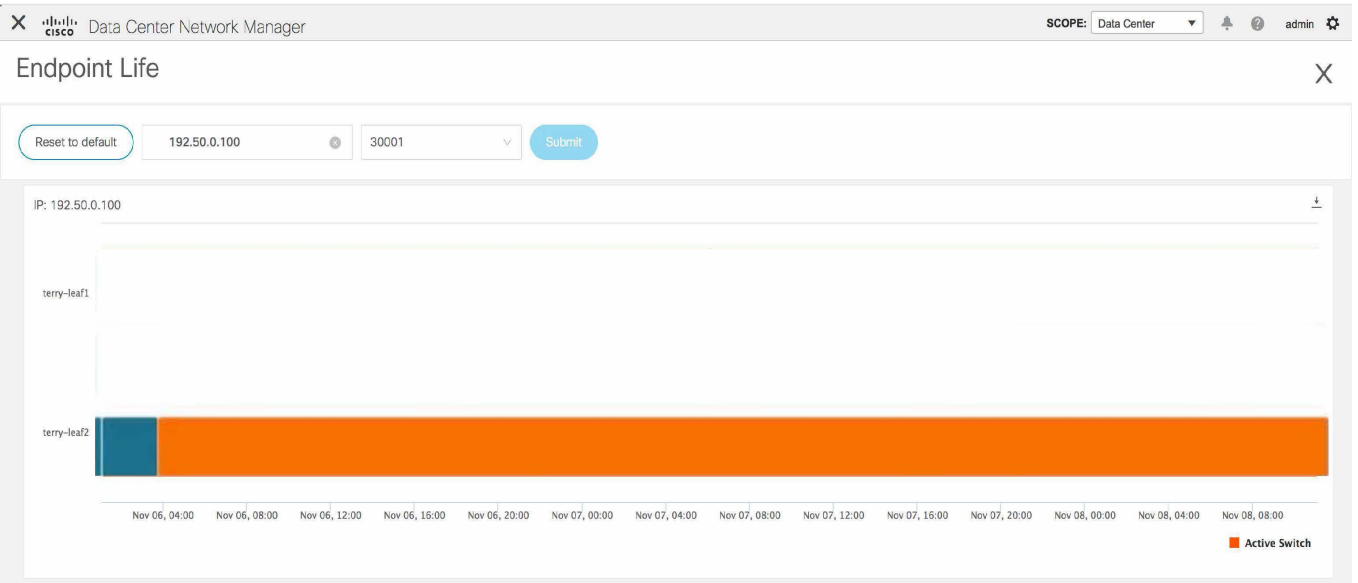 X cisco Data Center Network Manager SCOPE: Data Center admin
Endpoint Life X
Reset to default 192.50.0.100 30001 Submit
IP: 192.50.0.100
terry-leaf1
terry-leaf2
Nov 06, 04:00 Nov 06, 08:00 Nov 06, 12:00 Nov 06, 16:00 Nov 06, 20:00 Nov 07, 00:00 Nov 07, 04:00 Nov 07, 08:00 Nov 07, 12:00 Nov 07, 16:00 Nov 07, 20:00 Nov 08, 00:00 Nov 08, 04:00 Nov 08, 08:00
Active Switch